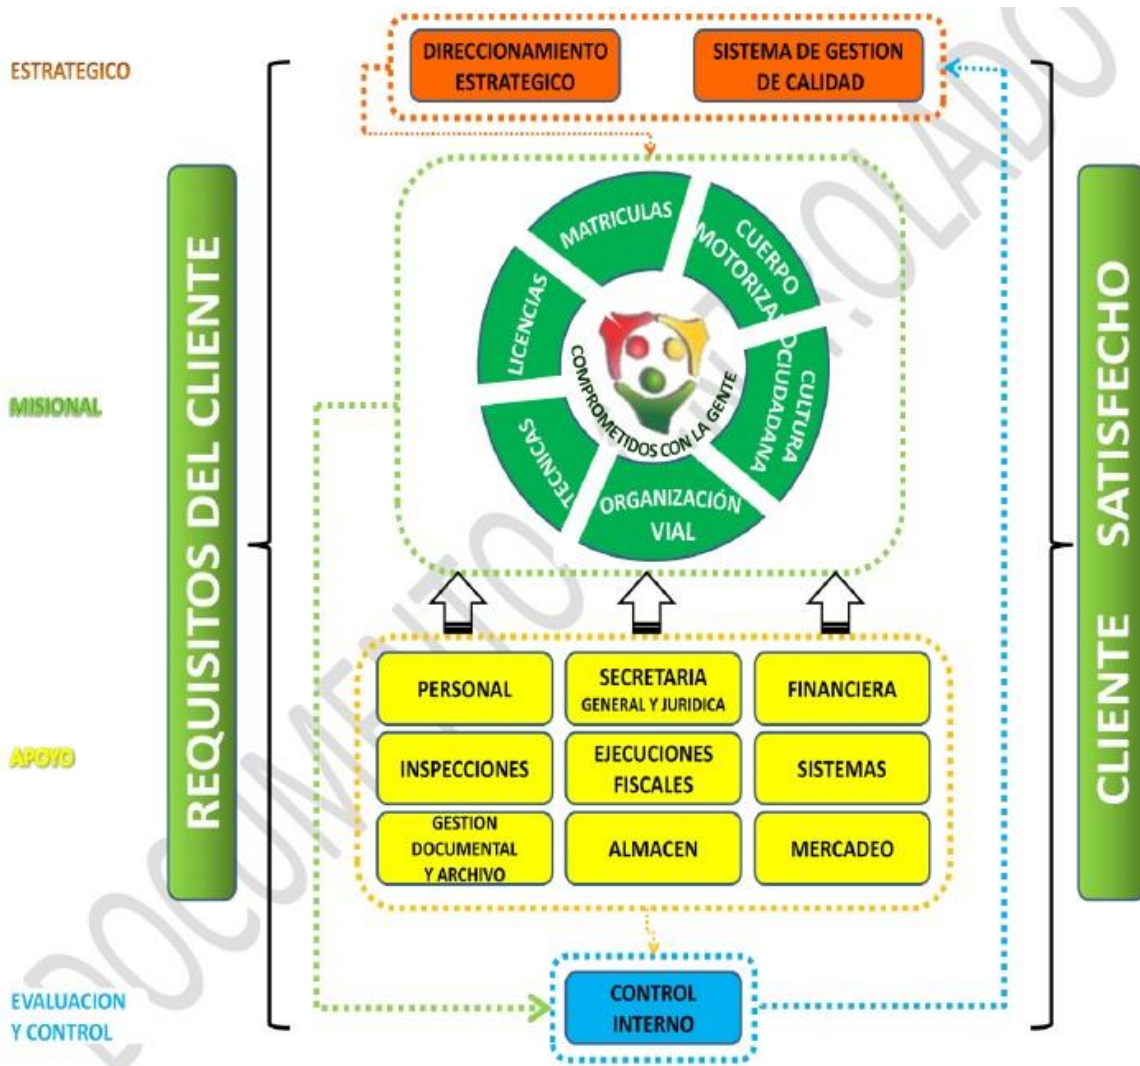 ESTRATEGICO
DIRECCIONAMIENTO
ESTRATEGICO
SISTEMA DE GESTION
DE CALIDAD
REQUISITOS DEL CLIENTE
MISIONAL
MATRICULAS
CUERPO
MOTORIZADO
CULTURA
CIUDADANA
ORGANIZACIÓN
VIAL
TECNICAS
LICENCIAS
COMPROMETIDOS CON LA GENTE
CLIENTE SATISFECHO
APOYO
PERSONAL
SECRETARIA
GENERAL Y JURIDICA
FINANCIERA
INSPECCIONES
EJECUCIONES
FISCALES
SISTEMAS
GESTION
DOCUMENTAL
Y ARCHIVO
ALMACEN
MERCADEO
EVALUACION
Y CONTROL
CONTROL
INTERNO
DOCUMENTO